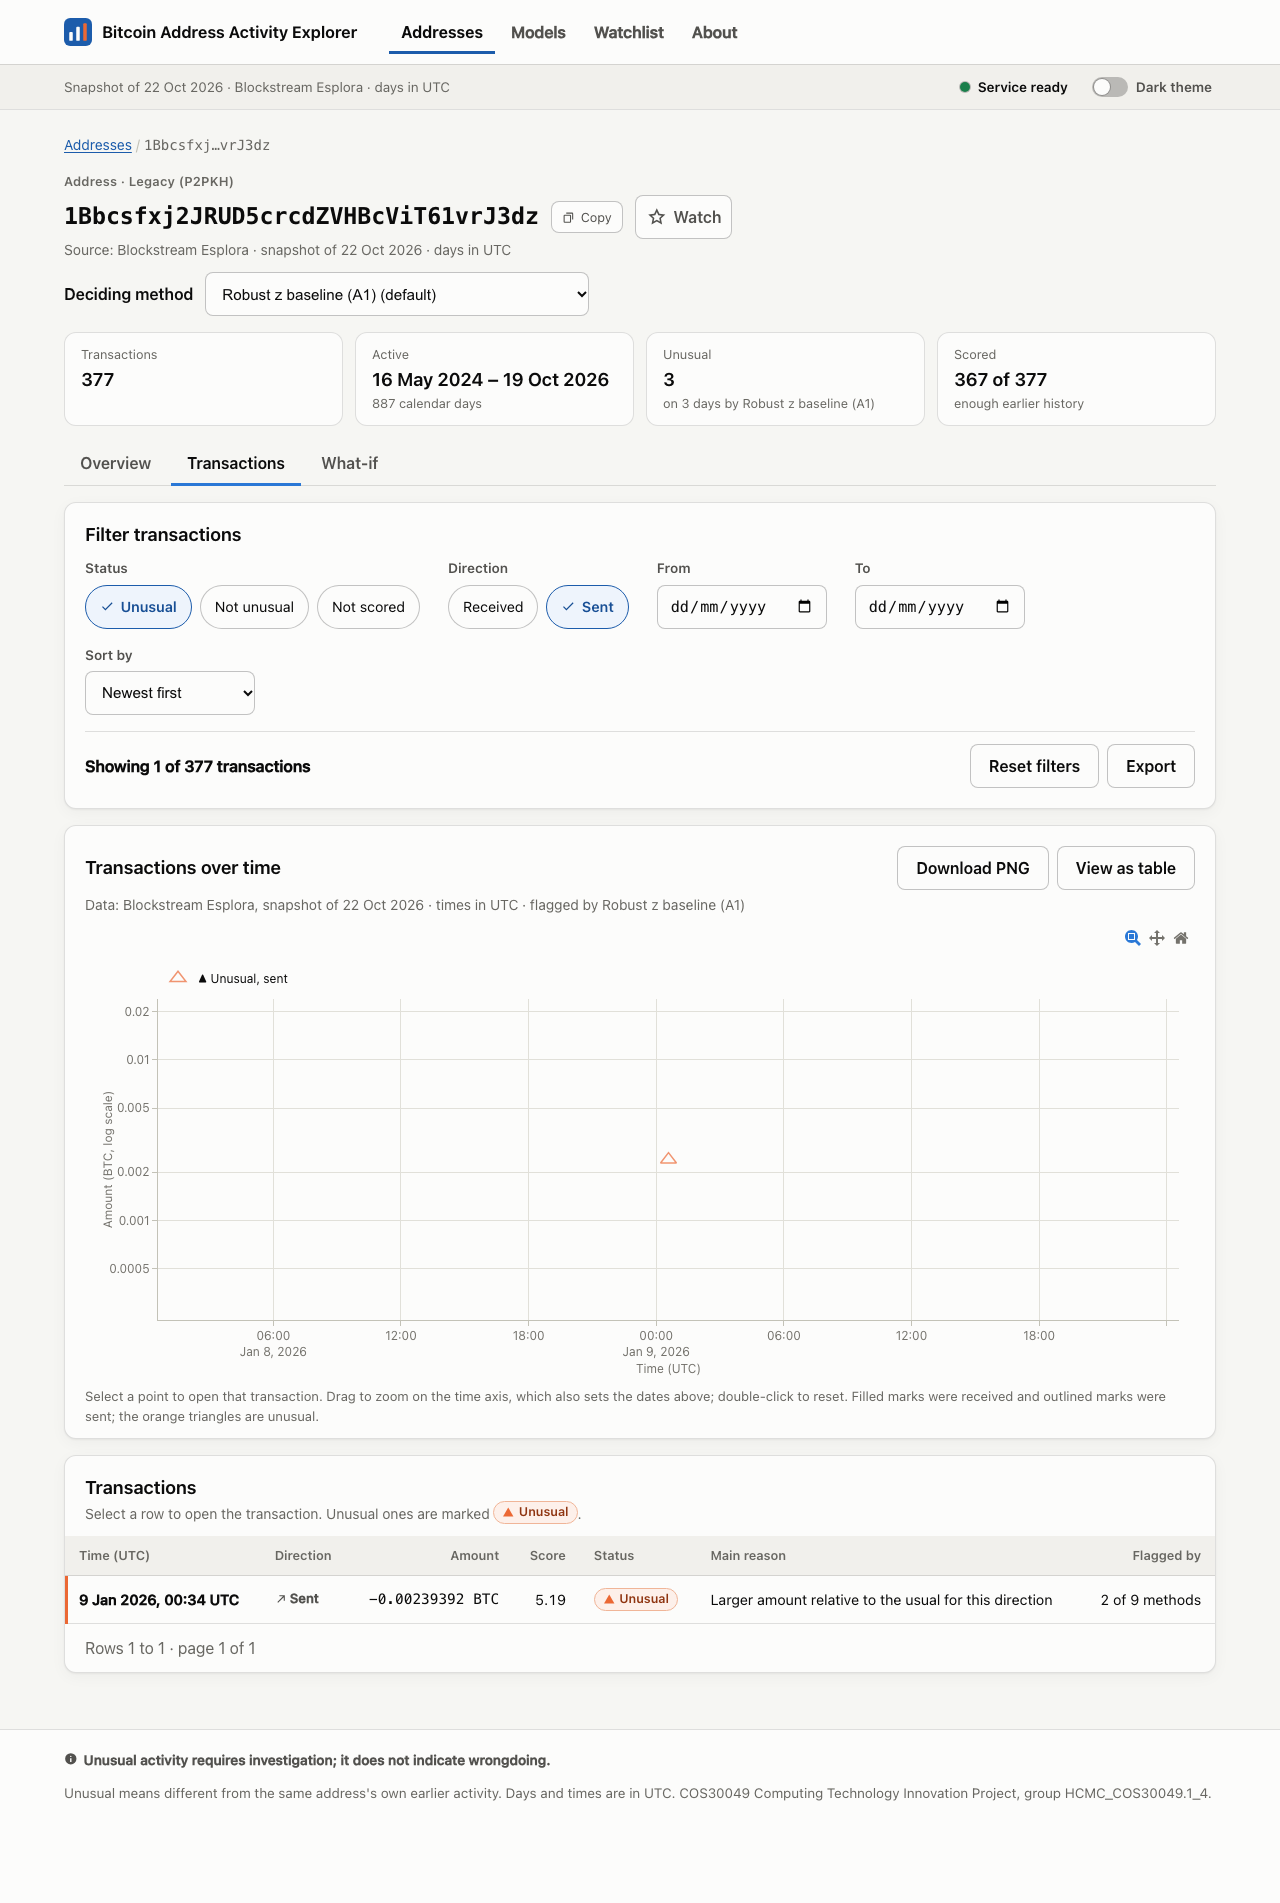 Bitcoin Address Activity Explorer
Addresses
Models
Watchlist
About
Snapshot of 22 Oct 2026 · Blockstream Esplora · days in UTC
Service ready
Dark theme
Addresses / 1Bbcsfxj…vrJ3dz
Address · Legacy (P2PKH)
1Bbcsfxj2JRUD5crcdZVHBcViT61vrJ3dz
Copy
Watch
Source: Blockstream Esplora · snapshot of 22 Oct 2026 · days in UTC
Deciding method
Robust z baseline (A1) (default)
Transactions
377
Active
16 May 2024 – 19 Oct 2026
887 calendar days
Unusual
3
on 3 days by Robust z baseline (A1)
Scored
367 of 377
enough earlier history
Overview
Transactions
What-if
Filter transactions
Status
Unusual
Not unusual
Not scored
Direction
Received
Sent
From
dd/mm/yyyy
To
dd/mm/yyyy
Sort by
Newest first
Showing 1 of 377 transactions
Reset filters
Export
Transactions over time
Download PNG
View as table
Data: Blockstream Esplora, snapshot of 22 Oct 2026 · times in UTC · flagged by Robust z baseline (A1)
▲ Unusual, sent
Amount (BTC, log scale)
0.02
0.01
0.005
0.002
0.001
0.0005
06:00
Jan 8, 2026
12:00
18:00
00:00
Jan 9, 2026
06:00
12:00
18:00
Time (UTC)
Select a point to open that transaction. Drag to zoom on the time axis, which also sets the dates above; double-click to reset. Filled marks were received and outlined marks were
sent; the orange triangles are unusual.
Transactions
Select a row to open the transaction. Unusual ones are marked ▲ Unusual.
Time (UTC)
Direction
Amount
Score
Status
Main reason
Flagged by
9 Jan 2026, 00:34 UTC
↗ Sent
−0.00239392 BTC
5.19
▲ Unusual
Larger amount relative to the usual for this direction
2 of 9 methods
Rows 1 to 1 · page 1 of 1
Unusual activity requires investigation; it does not indicate wrongdoing.
Unusual means different from the same address's own earlier activity. Days and times are in UTC. COS30049 Computing Technology Innovation Project, group HCMC_COS30049.1_4.